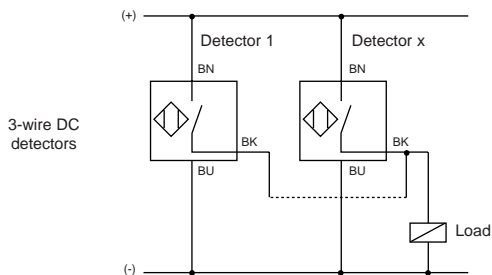 (+)
Detector 1
Detector x
BN
BN
3-wire DC
detectors
BK
BK
BU
BU
Load
(-)